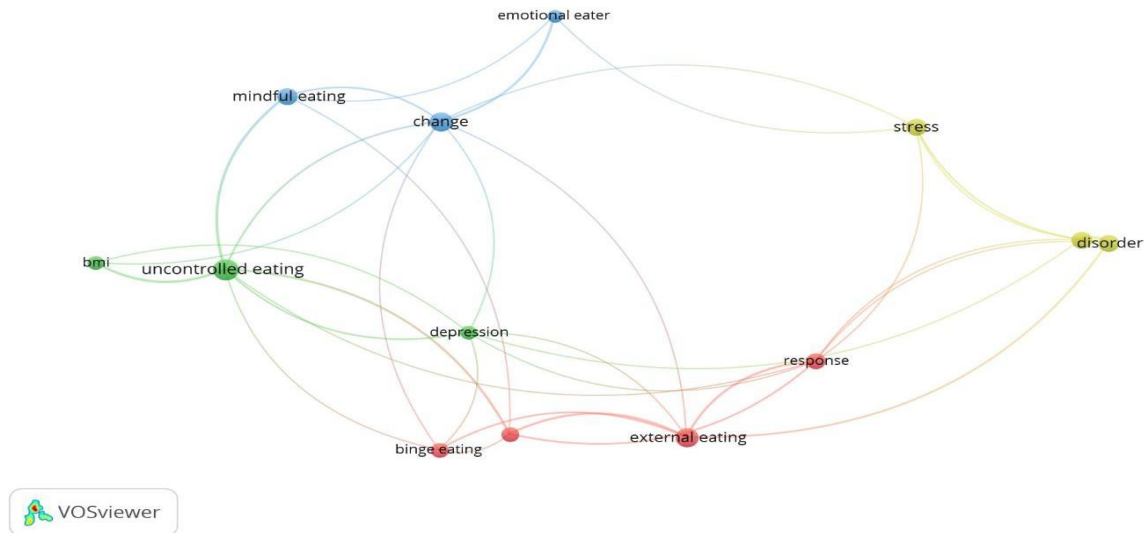 emotional eater
mindful eating
change
stress
disorder
bmi
uncontrolled eating
depression
response
binge eating
external eating
VOSviewer